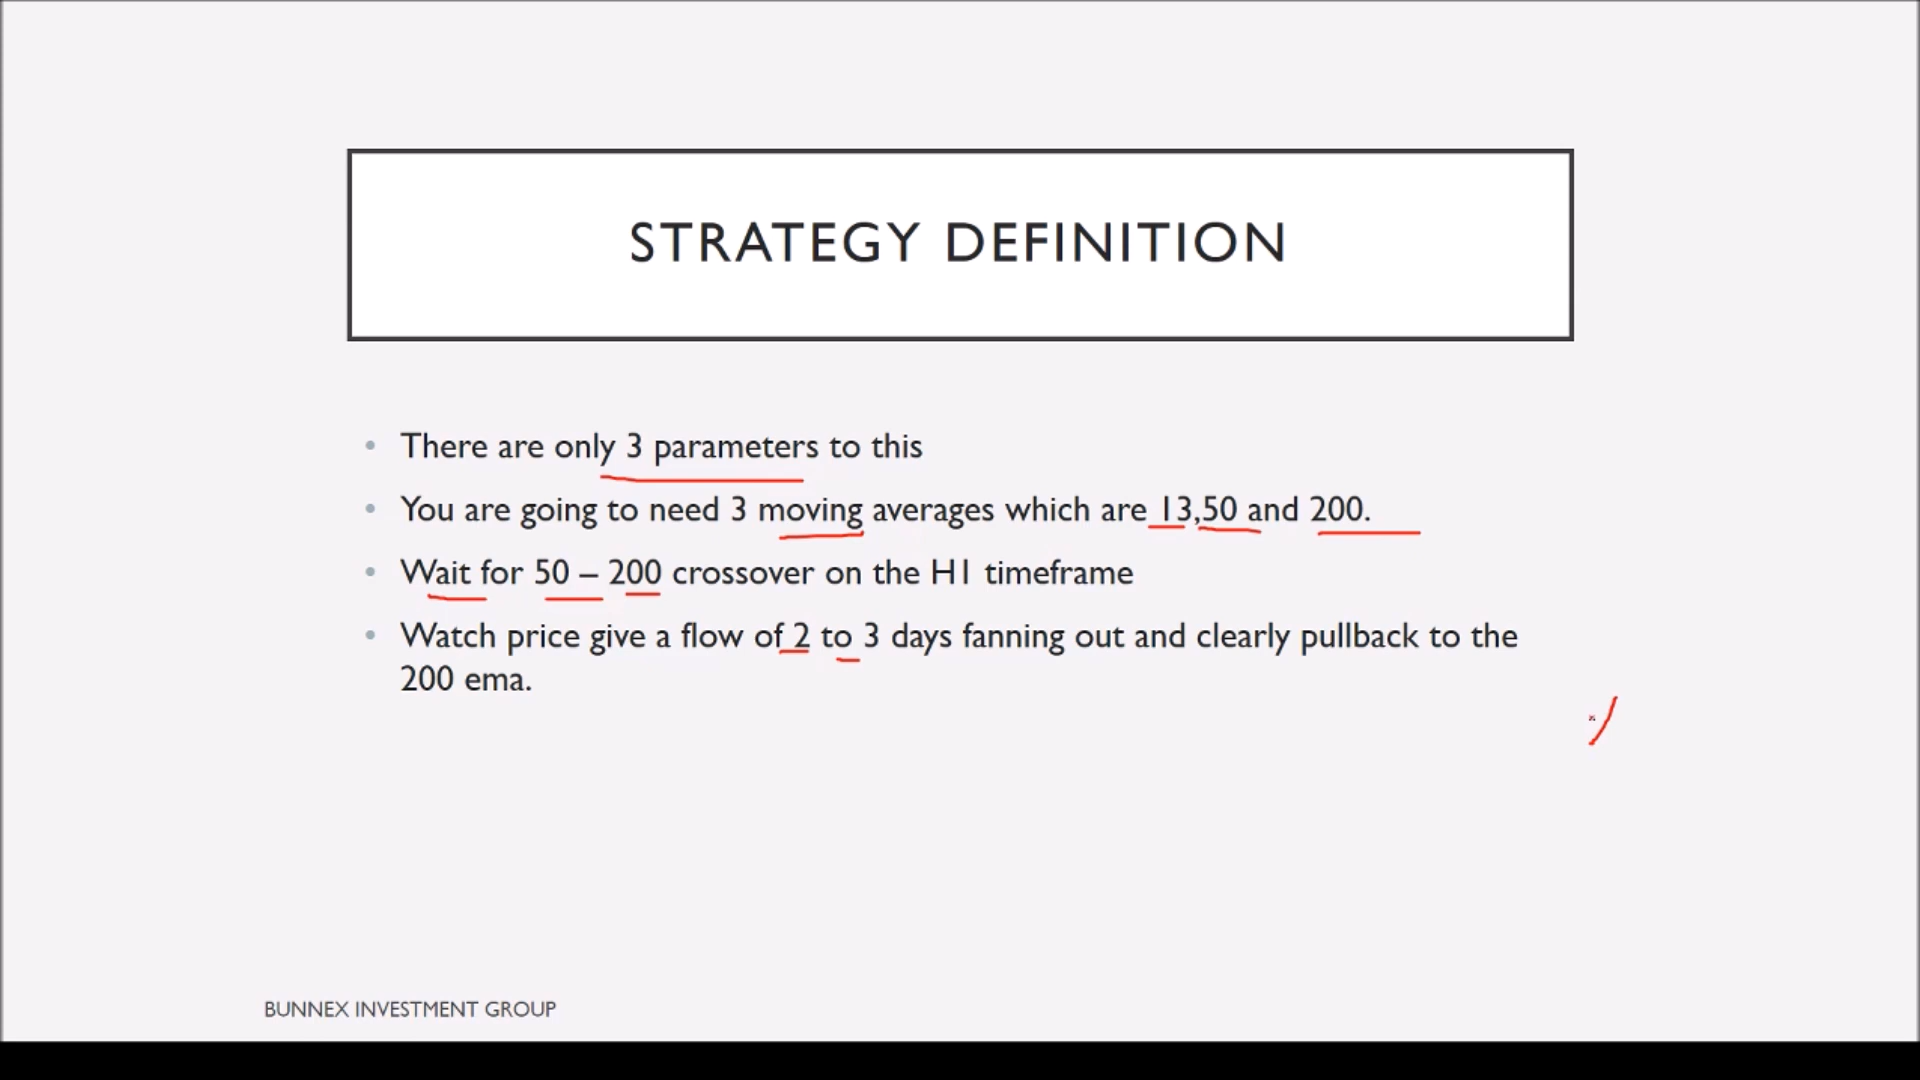 STRATEGY DEFINITION
• There are only 3 parameters to this
• You are going to need 3 moving averages which are 13,50 and 200.
• Wait for 50 – 200 crossover on the H1 timeframe
• Watch price give a flow of 2 to 3 days fanning out and clearly pullback to the
200 ema.
BUNNEX INVESTMENT GROUP